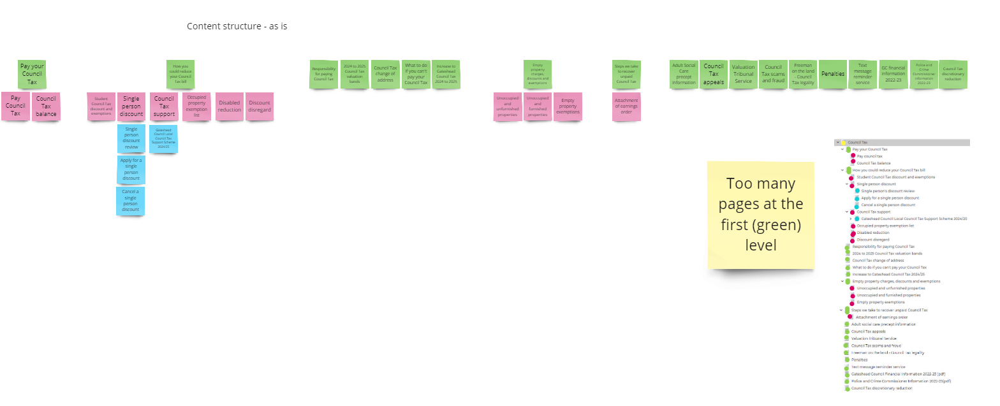 Content structure - as is
Pay your
Council
Tax
How you
could reduce
your Council
Tax bill
Responsibility
for paying
Council Tax
2024 to 2025
Council Tax
valuation
bands
Council Tax
change of
address
What to do
if you can't
pay your
Council Tax
Increase to
Gateshead
Council Tax
2024 to 2025
Empty
property
charges,
discounts and
exemptions
Steps we take
to recover
unpaid
Council Tax
Adult Social
Care
precept
information
Council
Tax
appeals
Valuation
Tribunal
Service
Council
Tax scams
and fraud
Freeman
on the land
- Council
Tax legality
Penalties
Text
message
reminder
service
GC financial
information
2022-23
Police and
Crime
Commissioner
information
2022-23
Council Tax
discretionary
reduction
Pay
Council
Tax
Council
Tax
balance
Student
Council Tax
discount and
exemptions
Single
person
discount
Council
Tax
support
Occupied
property
exemption
list
Disabled
reduction
Discount
disregard
Unoccupied
and
unfurnished
properties
Unoccupied
and
furnished
properties
Empty
property
exemptions
Attachment
of earnings
order
Single
person
discount
review
Gateshead
Council Local
Council Tax
Support Scheme
2024/25
Apply for a
single
person
discount
Cancel a
single
person
discount
Too many
pages at the
first (green)
level
Council Tax
Pay your Council Tax
Pay council tax
Council Tax balance
How you could reduce your Council Tax bill
Student Council Tax discount and exemptions
Single person discount
Single person's discount review
Apply for a single person discount
Cancel a single person discount
Council Tax support
Gateshead Council Local Council Tax Support Scheme 2024/25
Occupied property exemption list
Disabled reduction
Discount disregard
Responsibility for paying Council Tax
2024 to 2025 Council Tax valuation bands
Council Tax change of address
What to do if you can't pay your Council Tax
Increase to Gateshead Council Tax 2024/25
Empty property charges, discounts and exemptions
Unoccupied and unfurnished properties
Unoccupied and furnished properties
Empty property exemptions
Steps we take to recover unpaid Council Tax
Attachment of earnings order
Adult social care precept information
Council Tax appeals
Valuation Tribunal Service
Council Tax scams and fraud
Freeman on the land - Council Tax legality
Penalties
Text message reminder service
Gateshead Council Financial Information 2022-23 (pdf)
Police and Crime Commissioner Information 2022-23(pdf)
Council Tax discretionary reduction